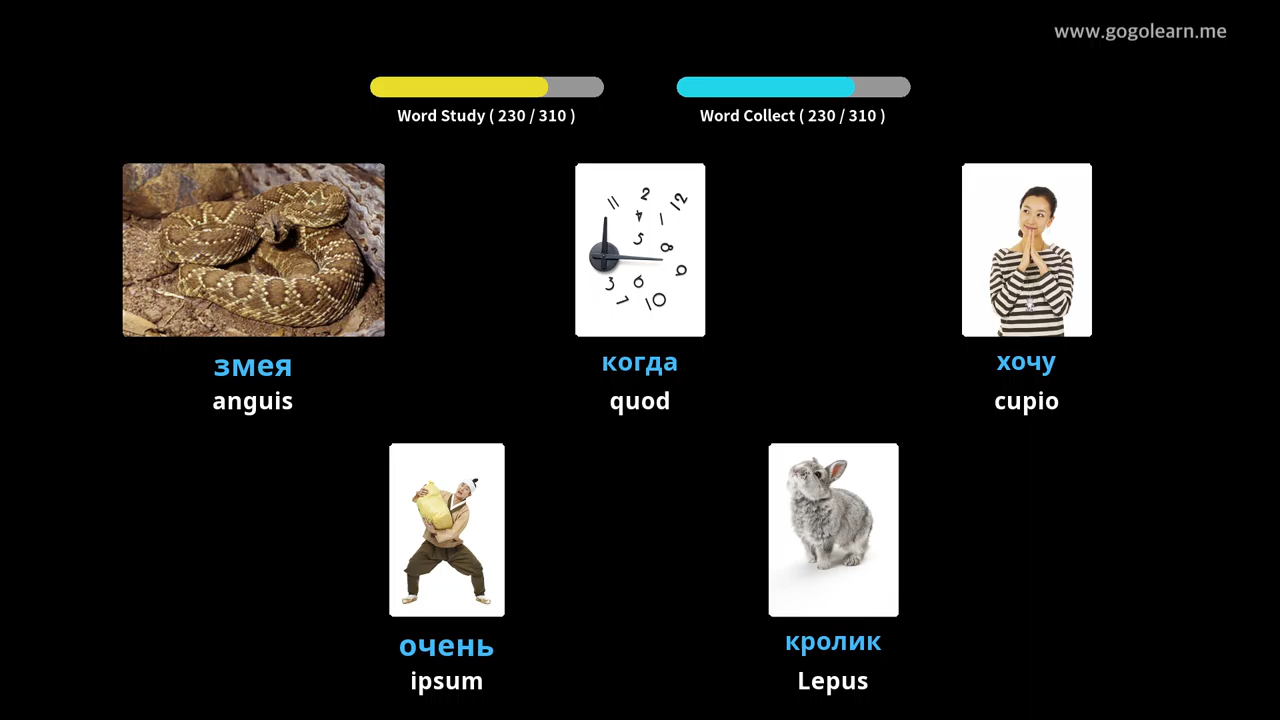 www.gogolearn.me
Word Study ( 230 / 310 )
Word Collect ( 230 / 310 )
змея
anguis
когда
quod
хочу
cupio
очень
ipsum
кролик
Lepus